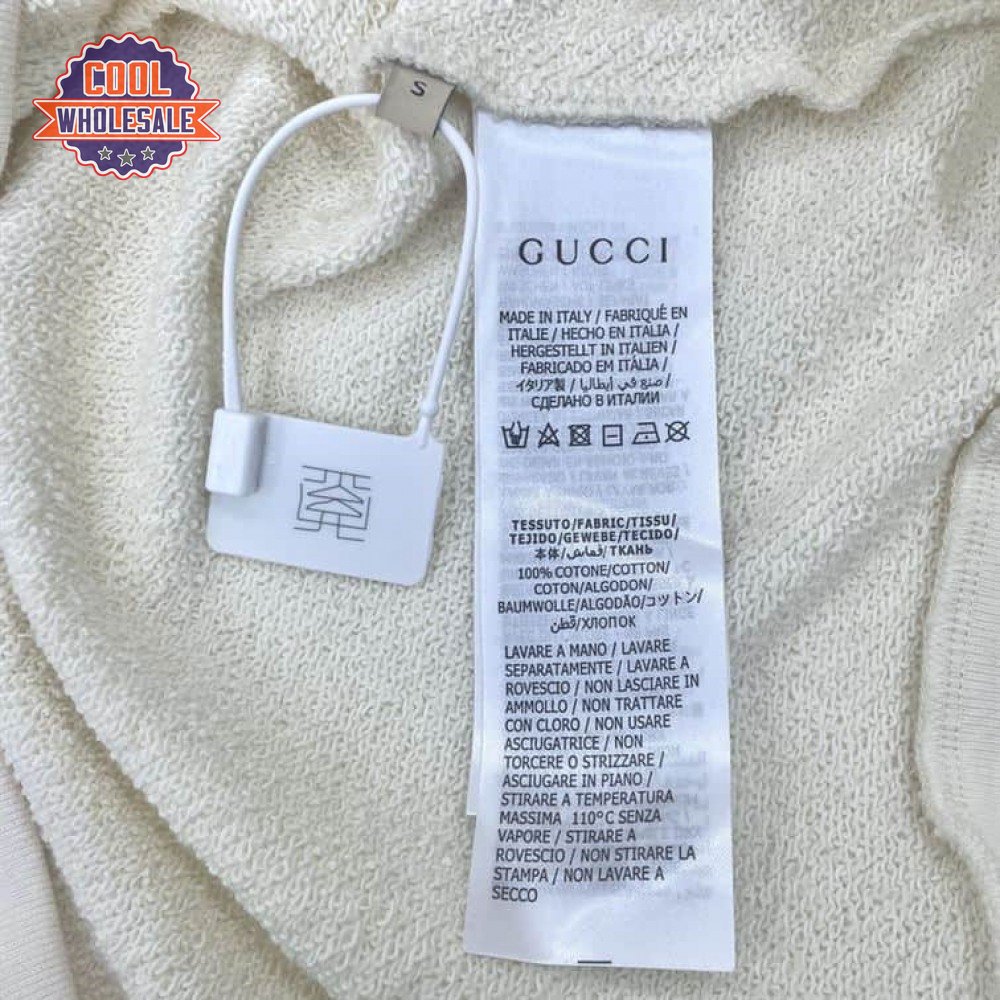 COOL
WHOLESALE
S
GUCCI
MADE IN ITALY / FABRIQUÉ EN
ITALIE / HECHO EN ITALIA /
HERGESTELLT IN ITALIEN /
FABRICADO EM ITÁLIA /
イタリア製 / صنع في إيطاليا /
СДЕЛАНО В ИТАЛИИ
TESSUTO/FABRIC/TISSU/
TEJIDO/GEWEBE/TECIDO/
本体/قماش/ТКАНЬ
100% COTONE/COTTON/
COTON/ALGODON/
BAUMWOLLE/ALGODÃO/コットン/
قطن/ХЛОПОК
LAVARE A MANO / LAVARE
SEPARATAMENTE / LAVARE A
ROVESCIO / NON LASCIARE IN
AMMOLLO / NON TRATTARE
CON CLORO / NON USARE
ASCIUGATRICE / NON
TORCERE O STRIZZARE /
ASCIUGARE IN PIANO /
STIRARE A TEMPERATURA
MASSIMA 110°C SENZA
VAPORE / STIRARE A
ROVESCIO / NON STIRARE LA
STAMPA / NON LAVARE A
SECCO